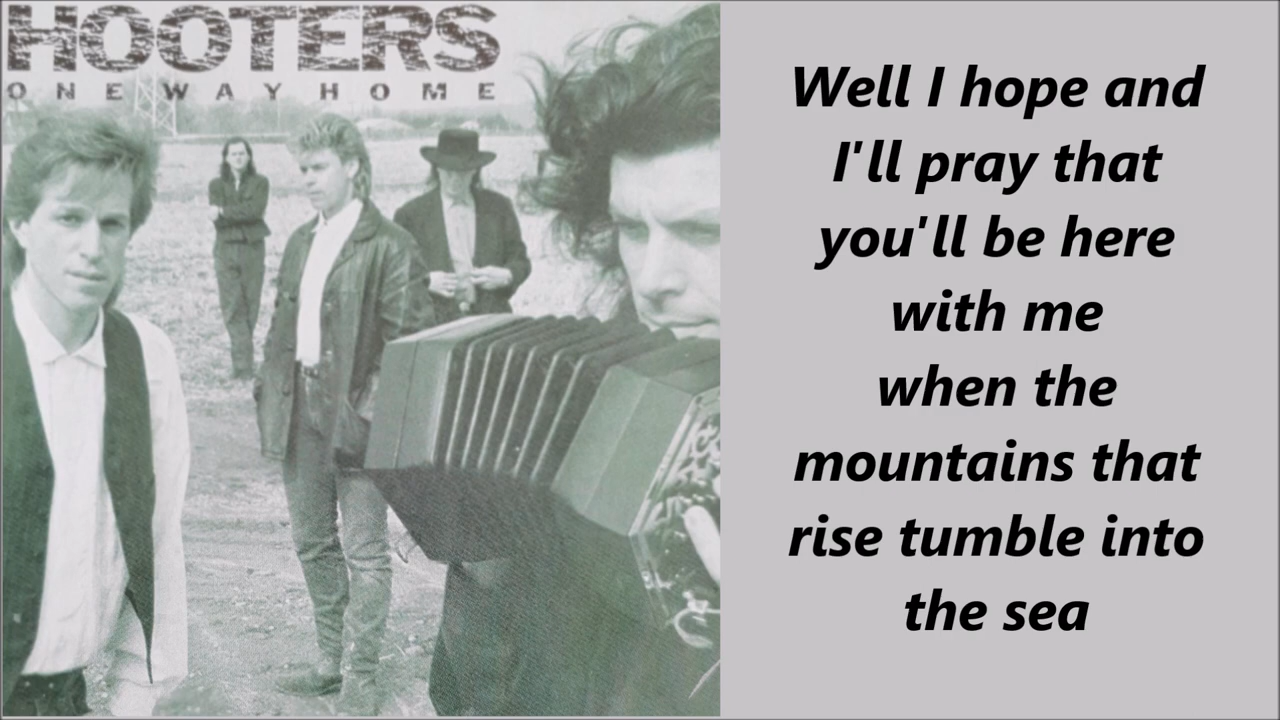 HOOTERS
ONE WAY HOME
Well I hope and
I'll pray that
you'll be here
with me
when the
mountains that
rise tumble into
the sea